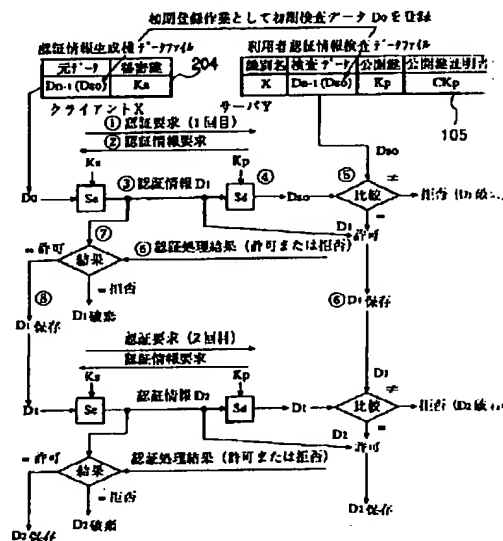 初期登録作業として初期検査データ D₀ を登録
認証情報生成種データファイル
利用者認証情報検査データファイル
元データ 秘密鍵
Dn-1 (Ds0) Ks
204
識別名 検査データ 公開鍵 公開鍵証明書
X Dn-1 (Ds0) Kp CKp
105
クライアントX サーバY
① 認証要求 (1回目)
② 認証情報要求
Ds0
Ks Kp
D0 Se ③ 認証情報 D1 Sd ④ Ds0 ⑤ 比較 ≠ 拒否
=
D1 許可
⑦
=許可 結果 ⑥ 認証処理結果 (許可または拒否)
=拒否
⑧ D1 破棄
D1 保存
⑥ D1 保存
認証要求 (2回目)
認証情報要求
Ks Kp
D1
D1 Se 認証情報 D2 Sd D1 比較 ≠ 拒否
=
D2 許可
=許可 結果 認証処理結果 (許可または拒否)
=拒否
D2 保存 D2 破棄
D2 保存